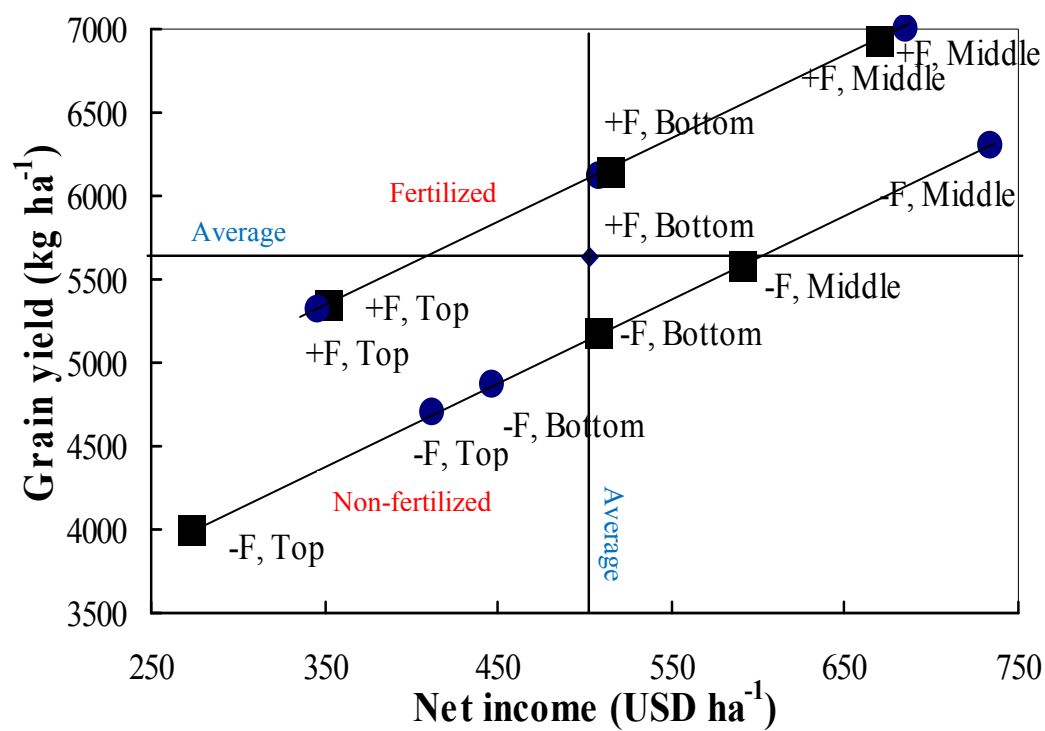 7000
6500
6000
5500
5000
4500
4000
3500
Grain yield (kg ha⁻¹)
+F, Middle
+F, Middle
+F, Bottom
Fertilized
-F, Middle
+F, Bottom
Average
-F, Middle
+F, Top
-F, Bottom
+F, Top
-F, Bottom
-F, Top
Non-fertilized
Average
-F, Top
250 350 450 550 650 750
Net income (USD ha⁻¹)